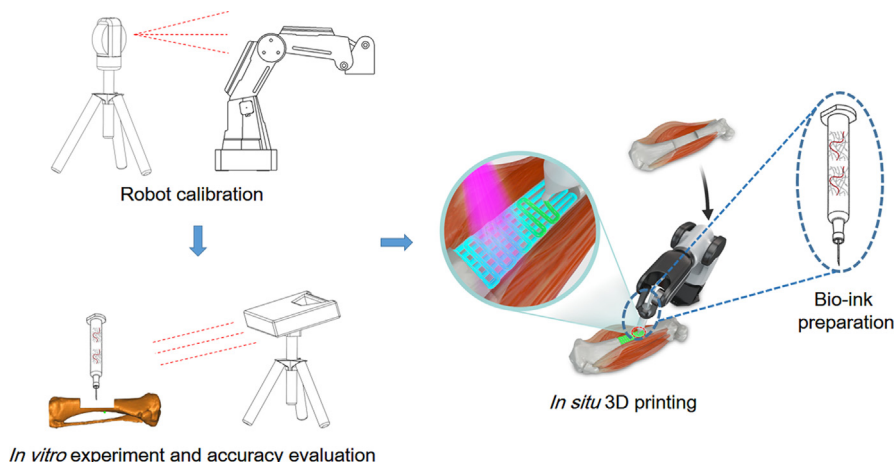 Robot calibration
Bio-ink
preparation
In situ 3D printing
In vitro experiment and accuracy evaluation